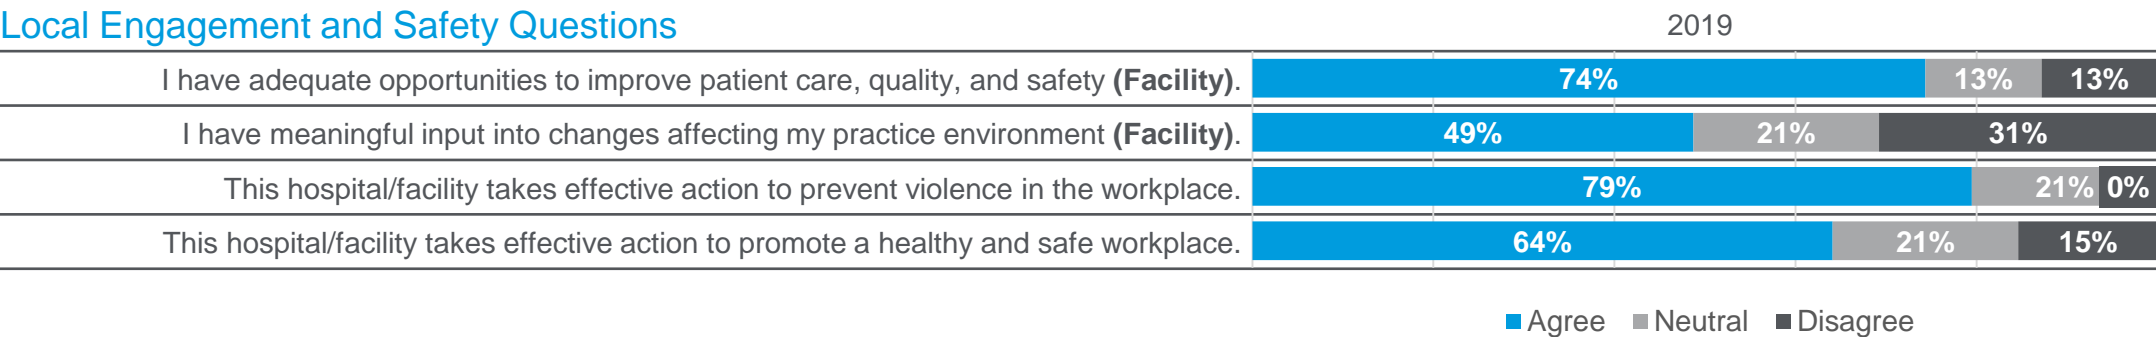 Local Engagement and Safety Questions 2019
I have adequate opportunities to improve patient care, quality, and safety (Facility). 74% 13% 13%
I have meaningful input into changes affecting my practice environment (Facility). 49% 21% 31%
This hospital/facility takes effective action to prevent violence in the workplace. 79% 21% 0%
This hospital/facility takes effective action to promote a healthy and safe workplace. 64% 21% 15%
Agree Neutral Disagree